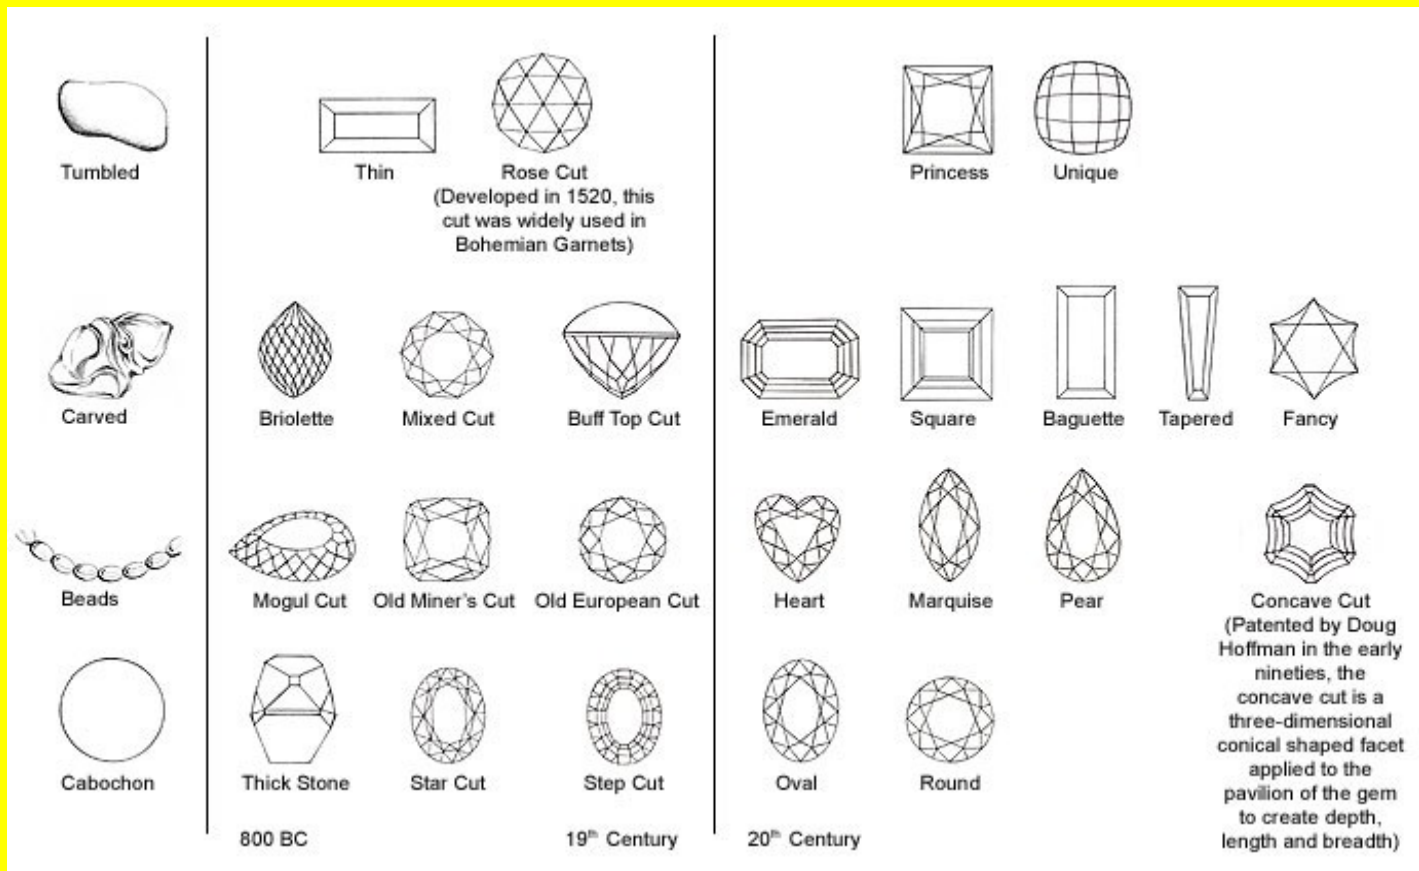 Tumbled
Thin
Rose Cut
(Developed in 1520, this
cut was widely used in
Bohemian Garnets)
Princess
Unique
Carved
Briolette
Mixed Cut
Buff Top Cut
Emerald
Square
Baguette
Tapered
Fancy
Beads
Mogul Cut
Old Miner's Cut
Old European Cut
Heart
Marquise
Pear
Concave Cut
(Patented by Doug
Hoffman in the early
nineties, the
concave cut is a
three-dimensional
conical shaped facet
applied to the
pavilion of the gem
to create depth,
length and breadth)
Cabochon
Thick Stone
Star Cut
Step Cut
Oval
Round
800 BC
19th Century
20th Century